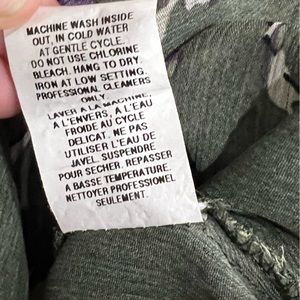 MACHINE WASH INSIDE
OUT, IN COLD WATER
AT GENTLE CYCLE.
DO NOT USE CHLORINE
BLEACH. HANG TO DRY.
IRON AT LOW SETTING.
PROFESSIONAL CLEANERS
ONLY
LAVER A LA MACHINE,
A L'ENVERS, A L'EAU
FROIDE AU CYCLE
DELICAT. NE PAS
UTILISER L'EAU DE
JAVEL. SUSPENDRE
POUR SECHER. REPASSER
A BASSE TEMPERATURE.
NETTOYER PROFESSIONEL
SEULEMENT.